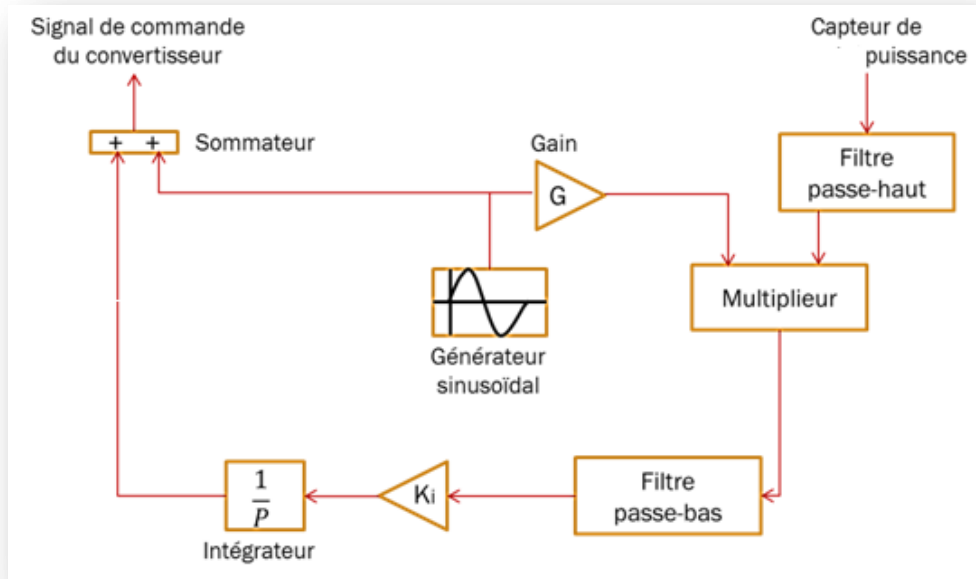 Signal de commande
du convertisseur
Capteur de
puissance
+ +
Sommateur
Gain
G
Filtre
passe-haut
Multiplieur
Générateur
sinusoïdal
1
P
Intégrateur
Ki
Filtre
passe-bas